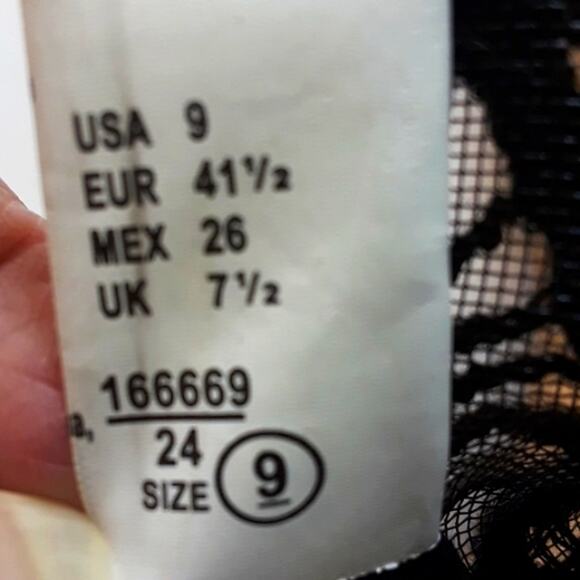 USA 9
EUR 41½
MEX 26
UK 7½
166669
24
SIZE 9